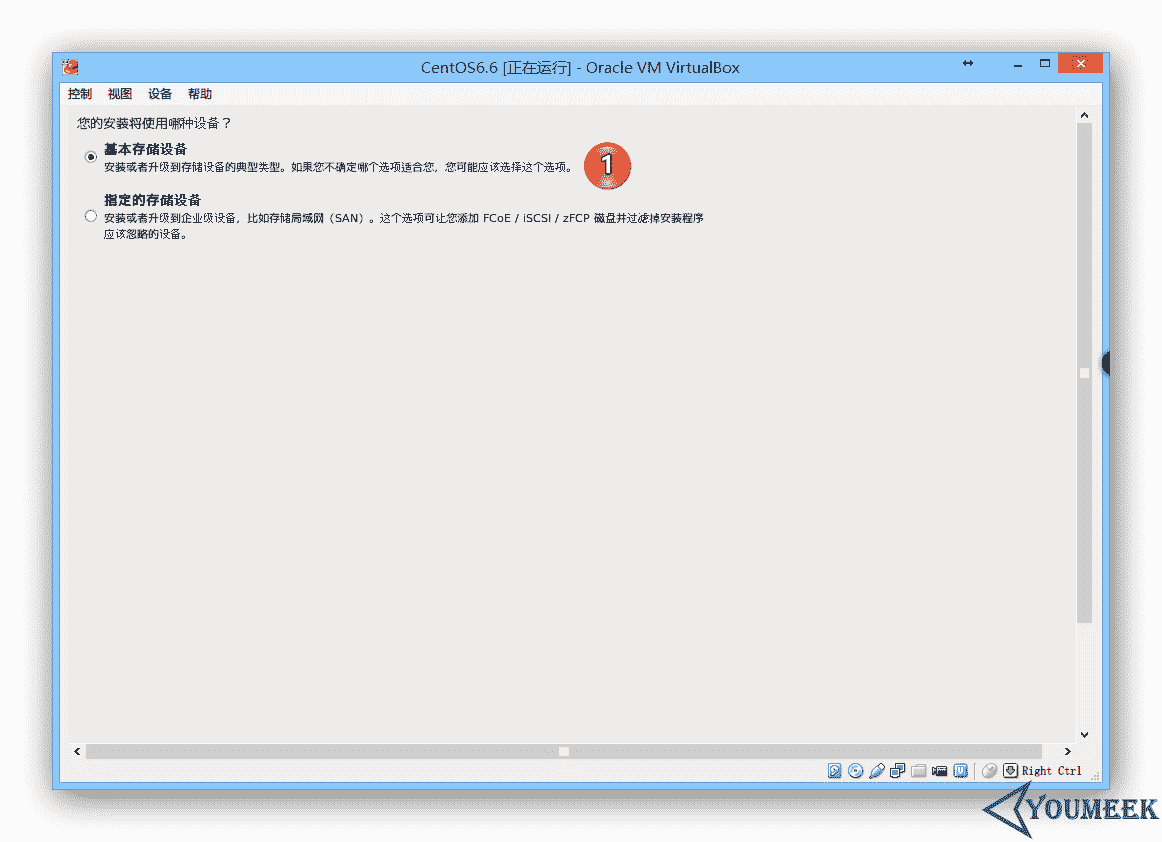 CentOS6.6 [正在运行] - Oracle VM VirtualBox
控制 视图 设备 帮助
您的安装将使用哪种设备？
基本存储设备
安装或者升级到存储设备的典型类型。如果您不确定哪个选项适合您，您可能应该选择这个选项。
1
指定的存储设备
安装或者升级到企业级设备，比如存储局域网（SAN）。这个选项可让您添加 FCoE / iSCSI / zFCP 磁盘并过滤掉安装程序
应该忽略的设备。
Right Ctrl
YOUMEEK